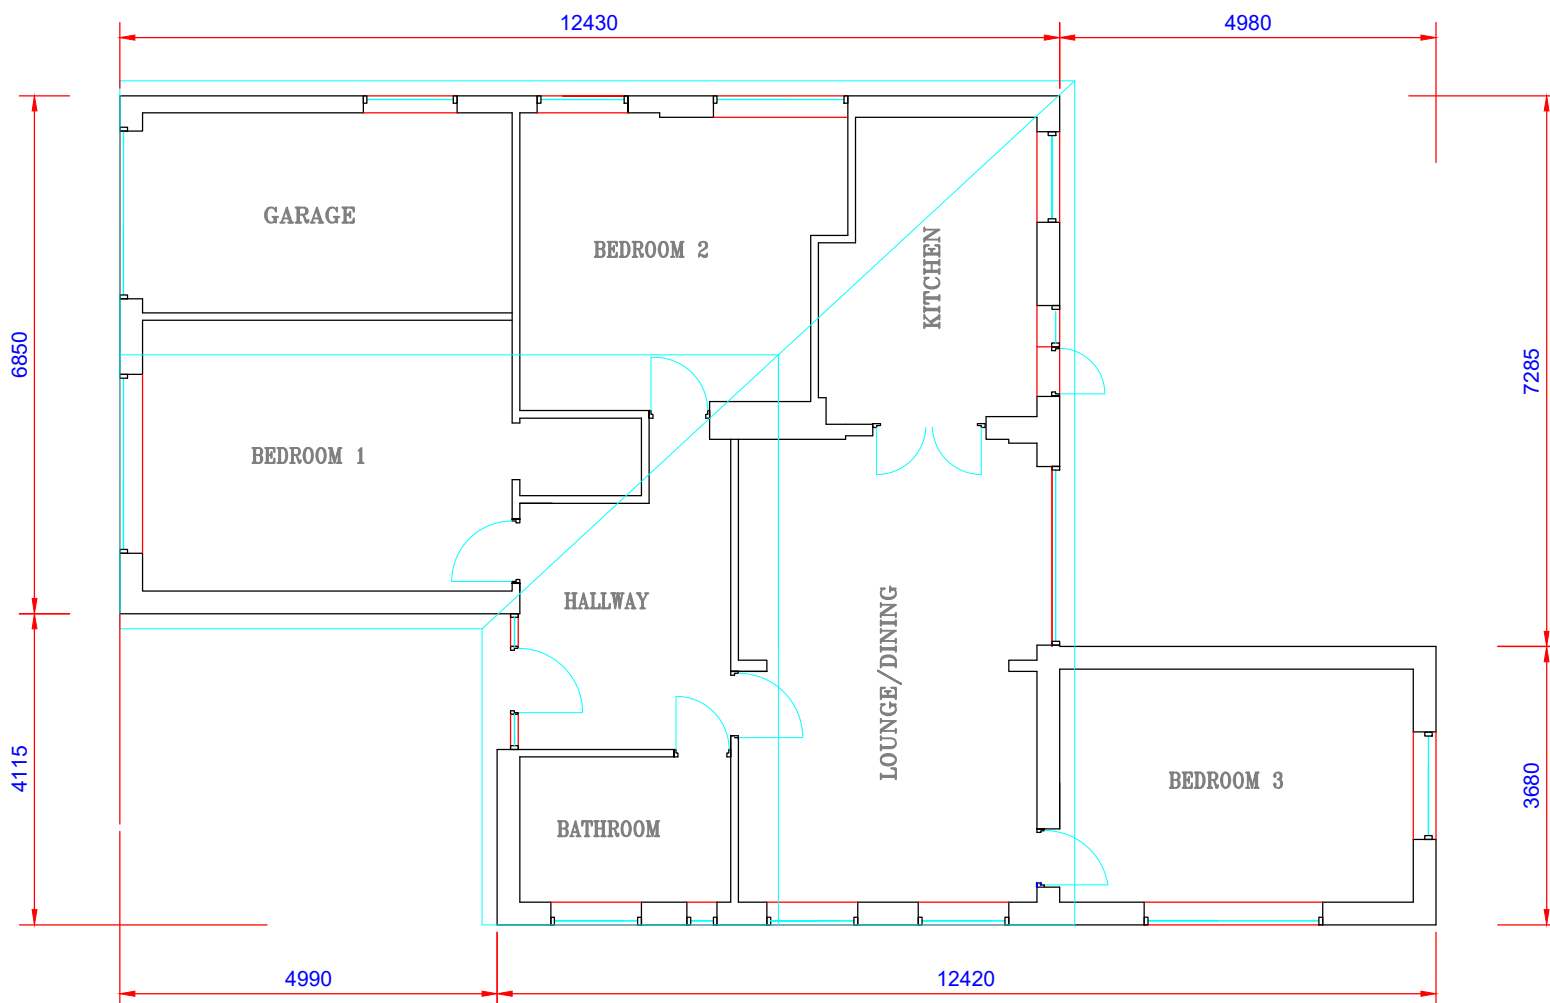 12430
4980
GARAGE
BEDROOM 2
KITCHEN
6850
7285
BEDROOM 1
HALLWAY
LOUNGE/DINING
4115
BEDROOM 3
3680
BATHROOM
4990
12420